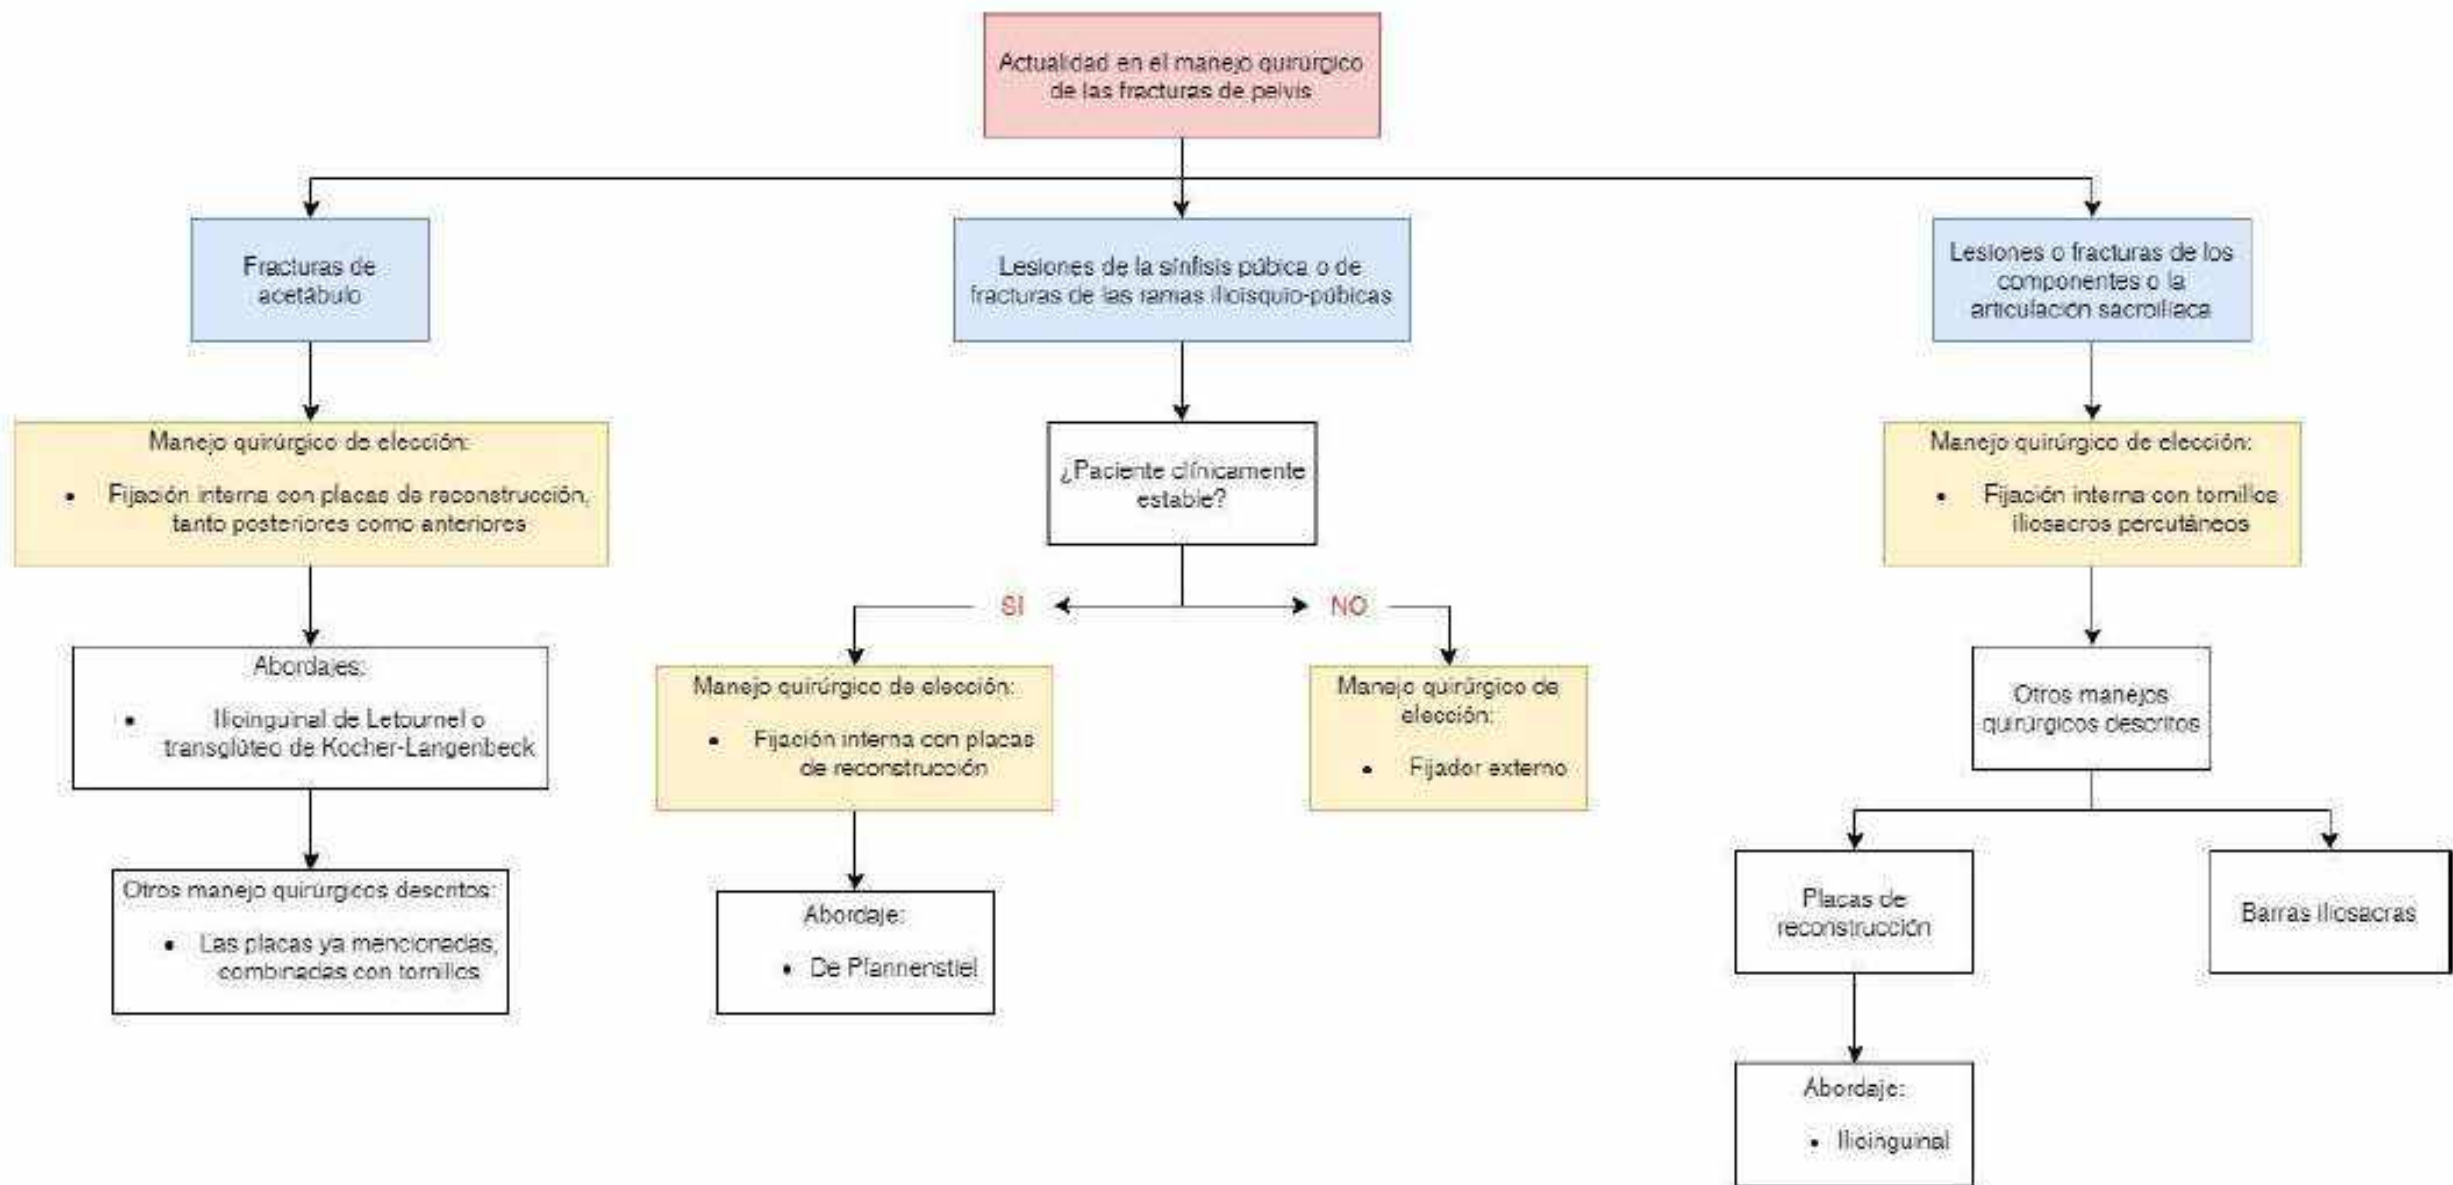 Actualidad en el manejo quirúrgico
de las fracturas de pelvis
Fracturas de
acetábulo
Lesiones de la sínfisis púbica o de
fracturas de las ramas ilioisquio-púbicas
Lesiones o fracturas de los
componentes o la
articulación sacroilíaca
Manejo quirúrgico de elección:
• Fijación interna con placas de reconstrucción,
tanto posteriores como anteriores
¿Paciente clínicamente
estable?
Manejo quirúrgico de elección:
• Fijación interna con tornillos
iliosacros percutáneos
SI
NO
Abordajes:
• Ilioinguinal de Letournel o
transglúteo de Kocher-Langenbeck
Manejo quirúrgico de elección:
• Fijación interna con placas
de reconstrucción
Manejo quirúrgico de
elección:
• Fijador externo
Otros manejos
quirúrgicos descritos
Otros manejo quirúrgicos descritos:
• Las placas ya mencionadas,
combinadas con tornillos
Abordaje:
• De Pfannenstiel
Placas de
reconstrucción
Barras iliosacras
Abordaje:
• Ilioinguinal